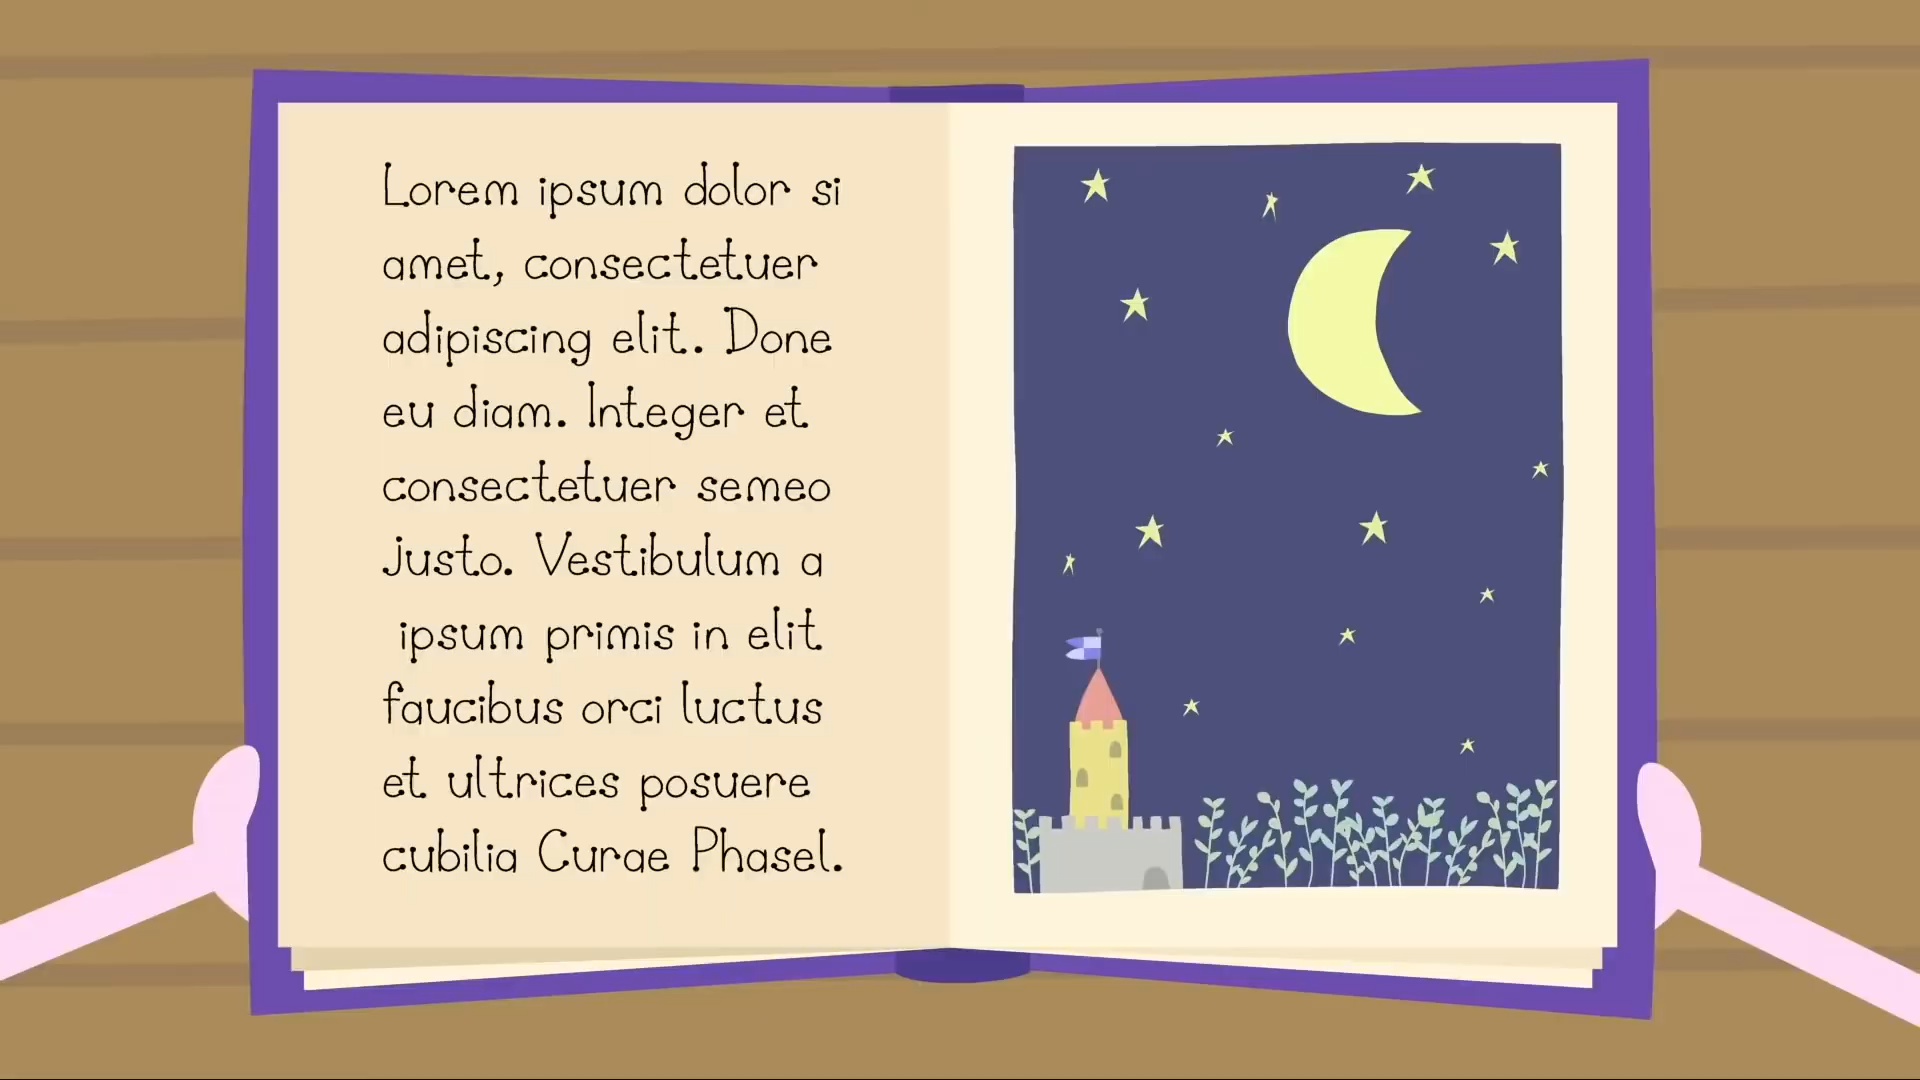 Lorem ipsum dolor si
amet, consectetuer
adipiscing elit. Done
eu diam. Integer et
consectetuer semeo
justo. Vestibulum a
ipsum primis in elit
faucibus orci luctus
et ultrices posuere
cubilia Curae Phasel.